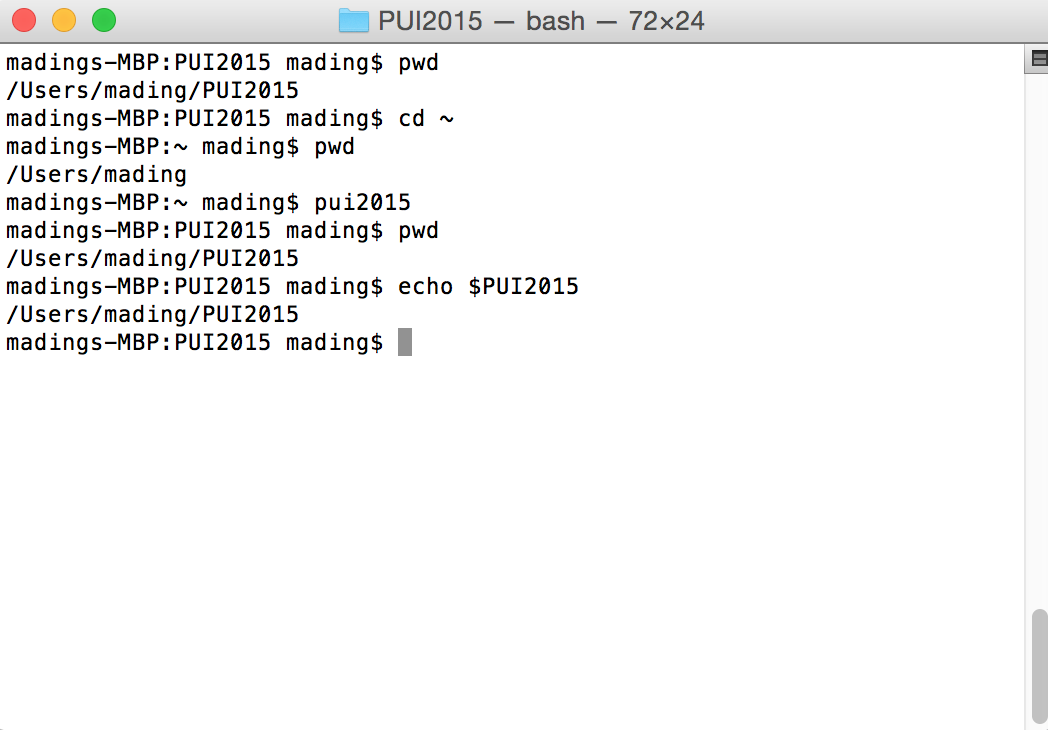 PUI2015 — bash — 72×24
madings-MBP:PUI2015 mading$ pwd
/Users/mading/PUI2015
madings-MBP:PUI2015 mading$ cd ~
madings-MBP:~ mading$ pwd
/Users/mading
madings-MBP:~ mading$ pui2015
madings-MBP:PUI2015 mading$ pwd
/Users/mading/PUI2015
madings-MBP:PUI2015 mading$ echo $PUI2015
/Users/mading/PUI2015
madings-MBP:PUI2015 mading$